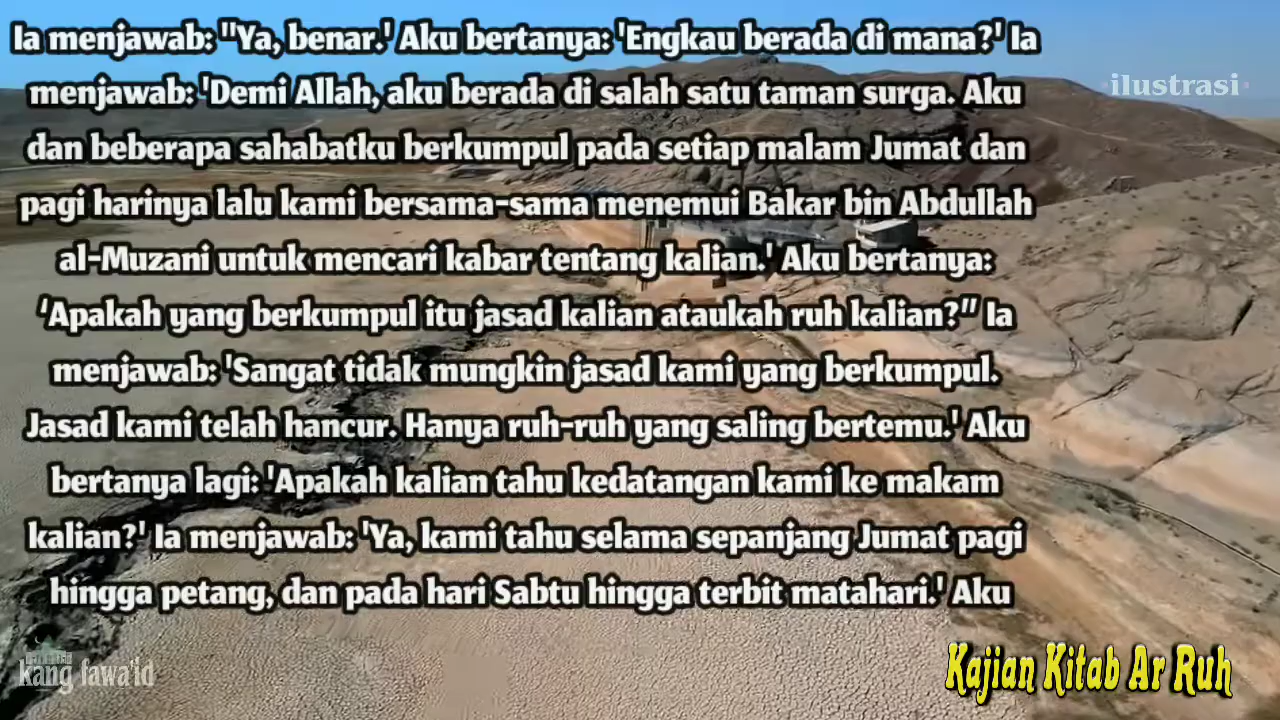 Ia menjawab: "Ya, benar.' Aku bertanya: 'Engkau berada di mana?' Ia
·ilustrasi·
menjawab: 'Demi Allah, aku berada di salah satu taman surga. Aku
dan beberapa sahabatku berkumpul pada setiap malam Jumat dan
pagi harinya lalu kami bersama-sama menemui Bakar bin Abdullah
al-Muzani untuk mencari kabar tentang kalian.' Aku bertanya:
'Apakah yang berkumpul itu jasad kalian ataukah ruh kalian?" Ia
menjawab: 'Sangat tidak mungkin jasad kami yang berkumpul.
Jasad kami telah hancur. Hanya ruh-ruh yang saling bertemu.' Aku
bertanya lagi: 'Apakah kalian tahu kedatangan kami ke makam
kalian?' Ia menjawab: 'Ya, kami tahu selama sepanjang Jumat pagi
hingga petang, dan pada hari Sabtu hingga terbit matahari.' Aku
kang fawa'id
Kajian Kitab Ar Ruh